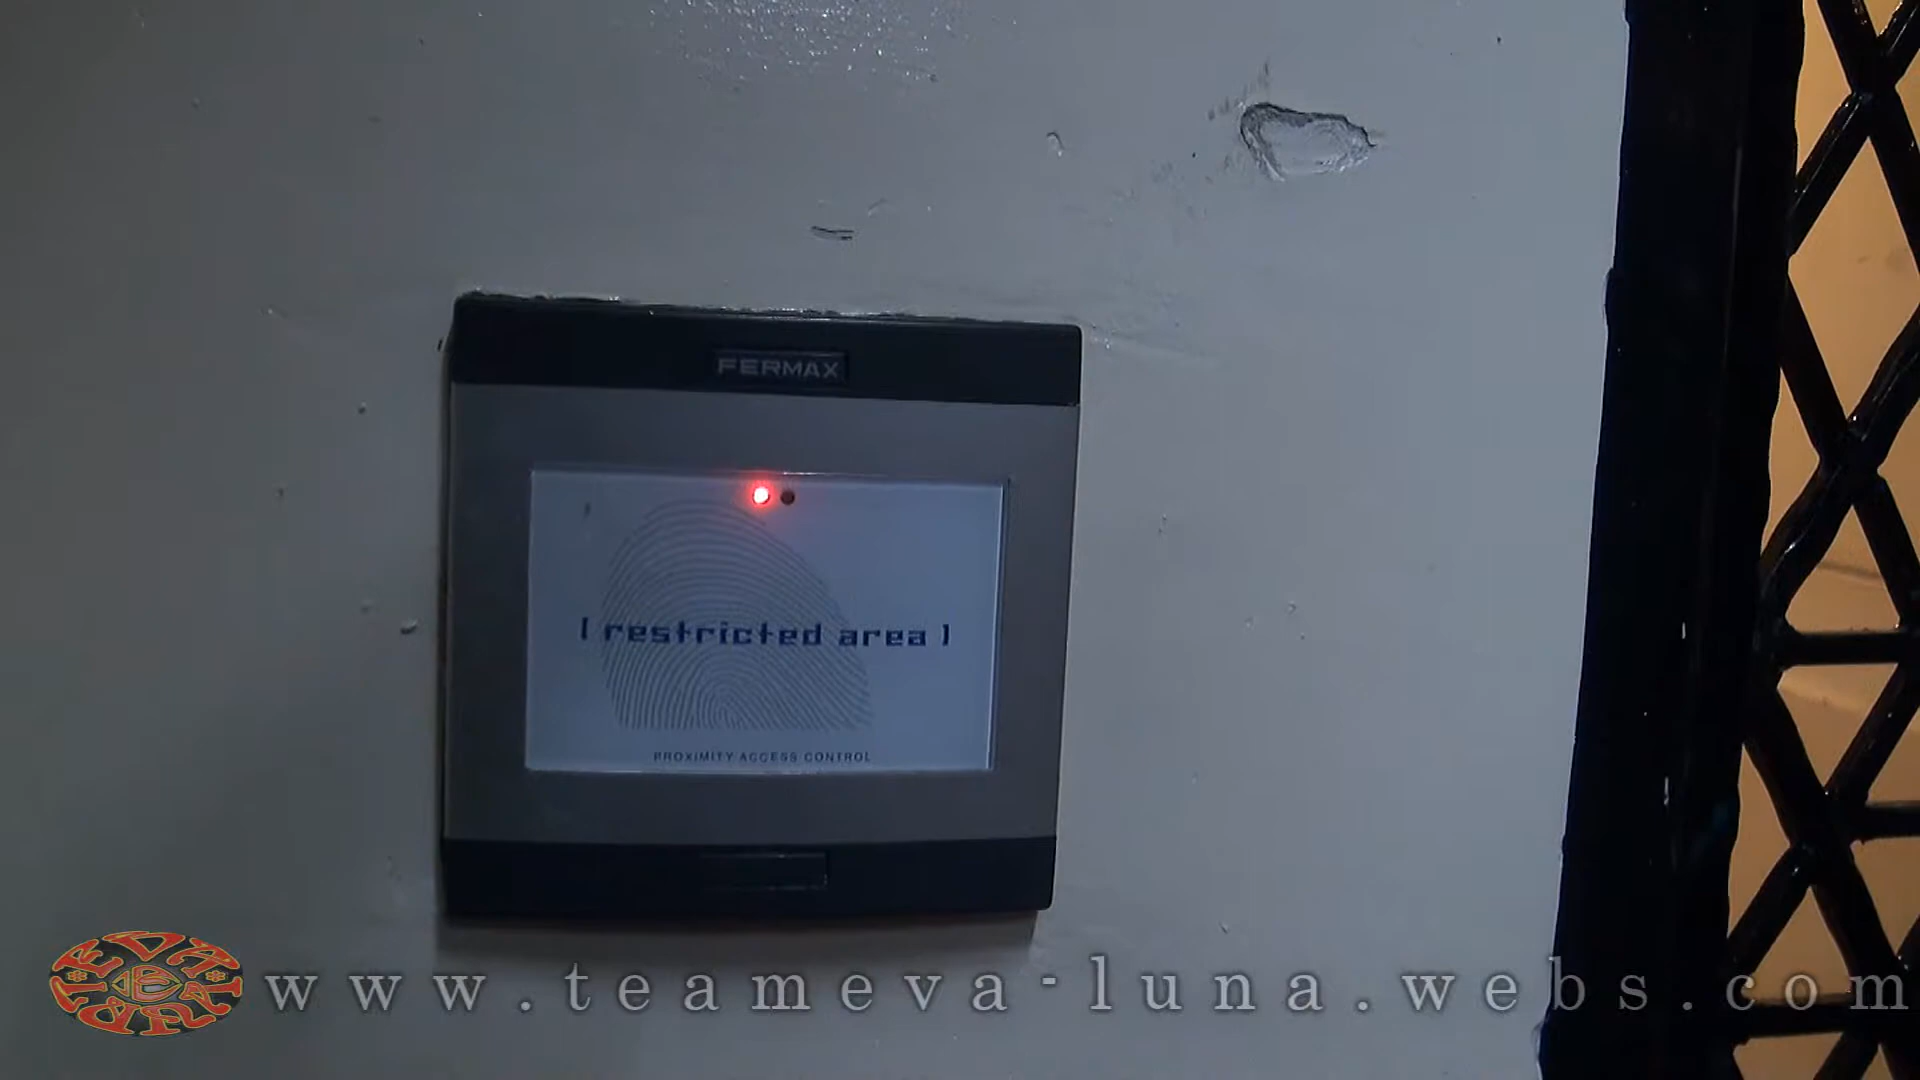 FERMAX
[ restricted area ]
PROXIMITY ACCESS CONTROL
www.teameva-luna.webs.com